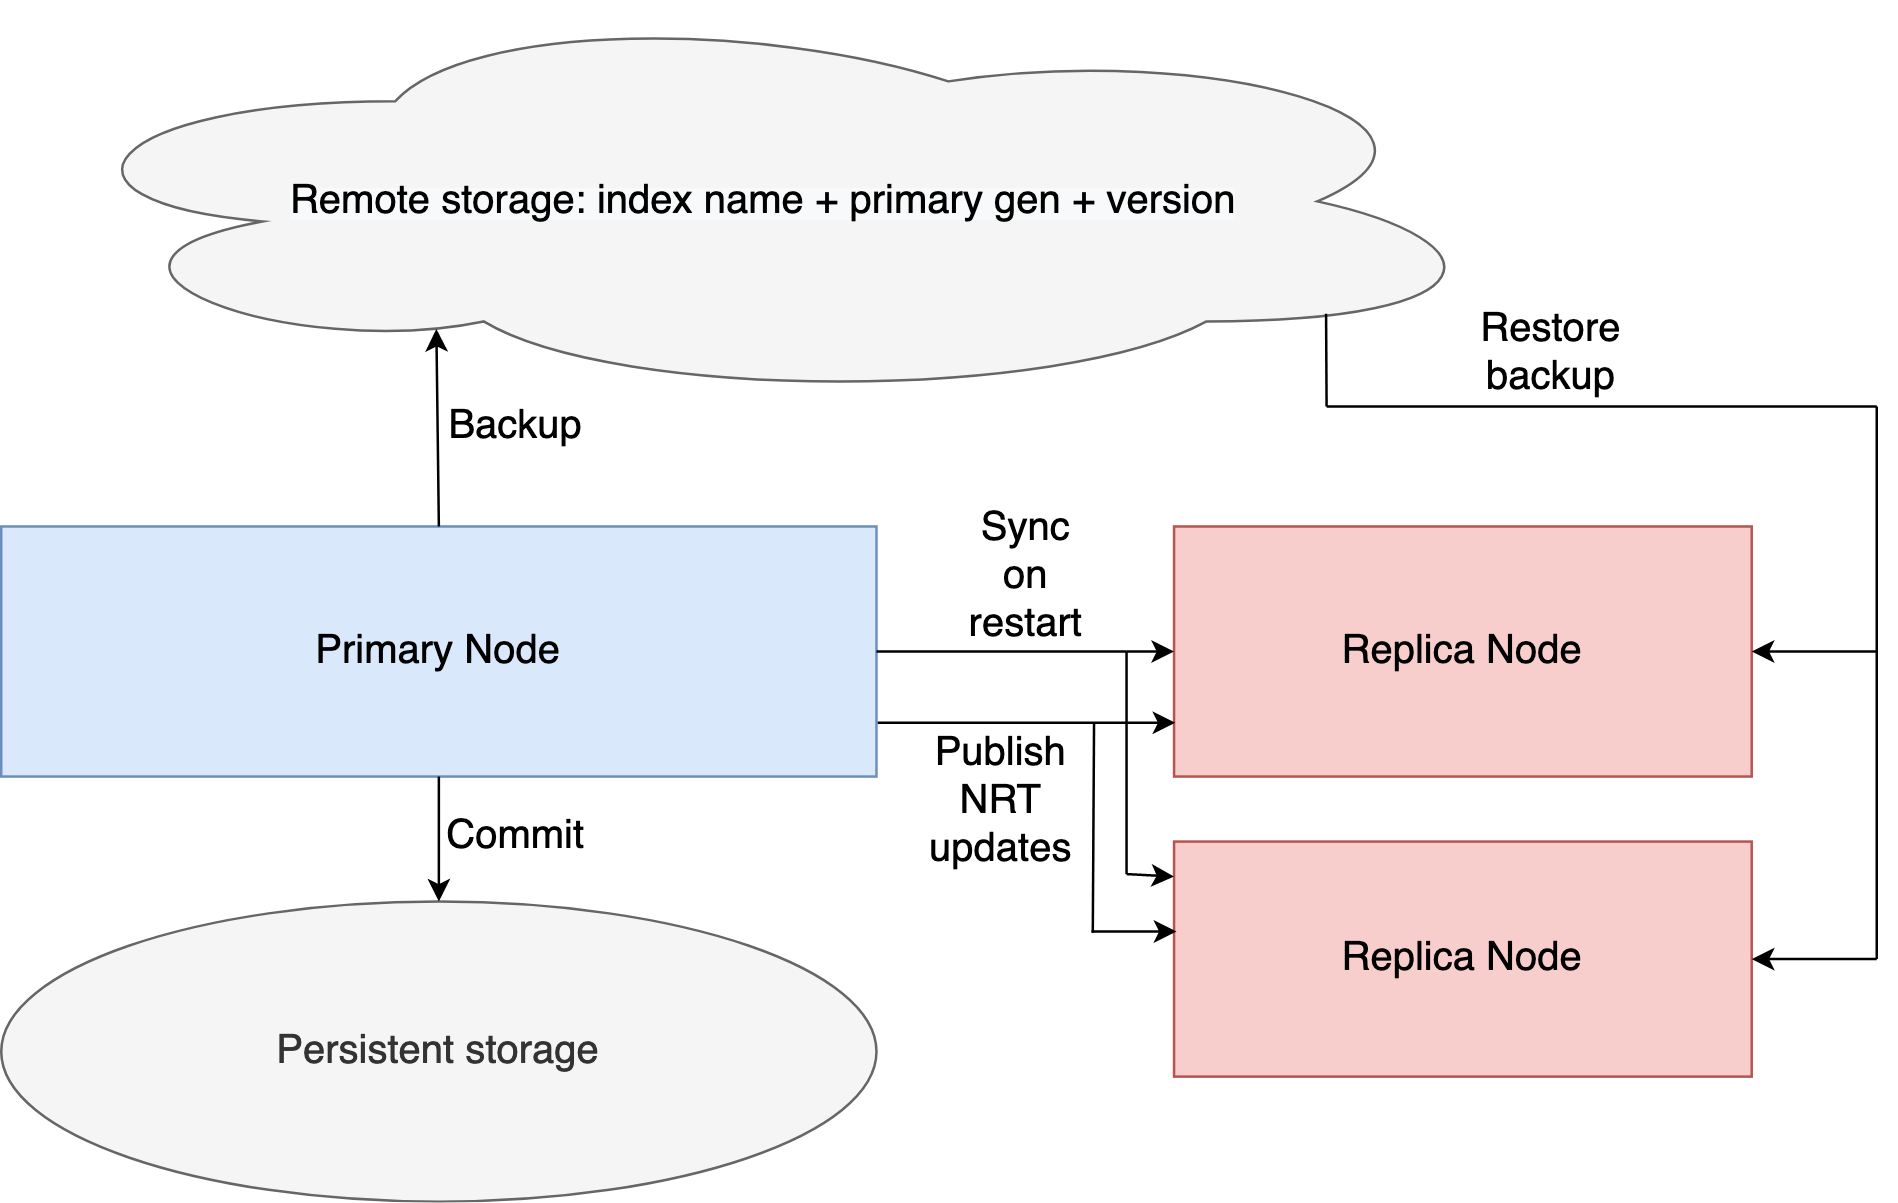 Remote storage: index name + primary gen + version
Restore
backup
Backup
Sync
on
restart
Primary Node
Replica Node
Publish
NRT
updates
Commit
Replica Node
Persistent storage